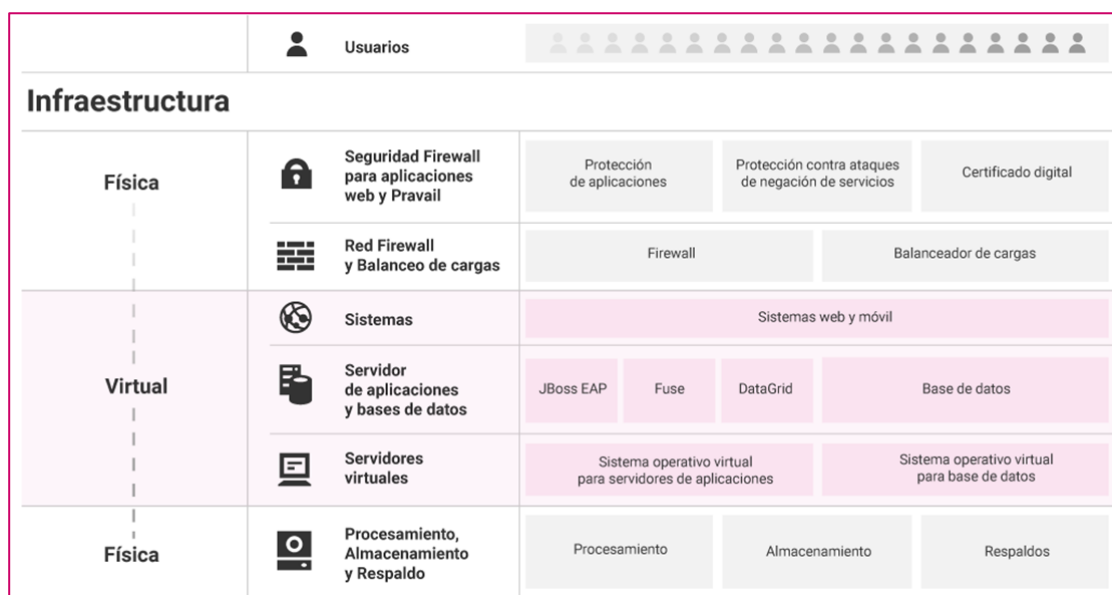 Usuarios
Infraestructura
Física
Seguridad Firewall
para aplicaciones
web y Pravail
Protección
de aplicaciones
Protección contra ataques
de negación de servicios
Certificado digital
Red Firewall
y Balanceo de cargas
Firewall
Balanceador de cargas
Virtual
Sistemas
Sistemas web y móvil
Servidor
de aplicaciones
y bases de datos
JBoss EAP
Fuse
DataGrid
Base de datos
Servidores
virtuales
Sistema operativo virtual
para servidores de aplicaciones
Sistema operativo virtual
para base de datos
Física
Procesamiento,
Almacenamiento
y Respaldo
Procesamiento
Almacenamiento
Respaldos